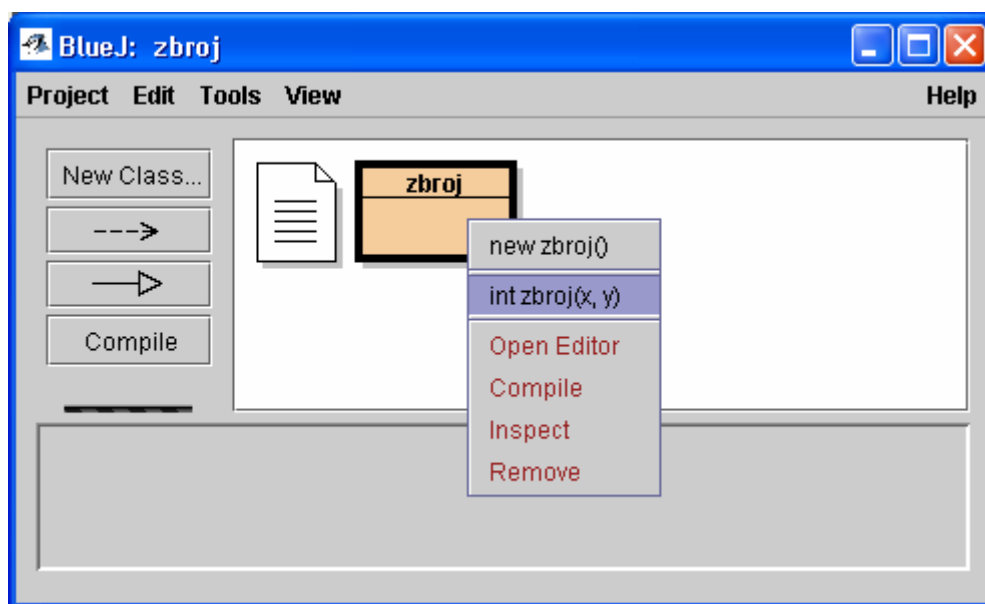 BlueJ: zbroj
Project Edit Tools View Help
New Class...
Compile
zbroj
new zbroj()
int zbroj(x, y)
Open Editor
Compile
Inspect
Remove